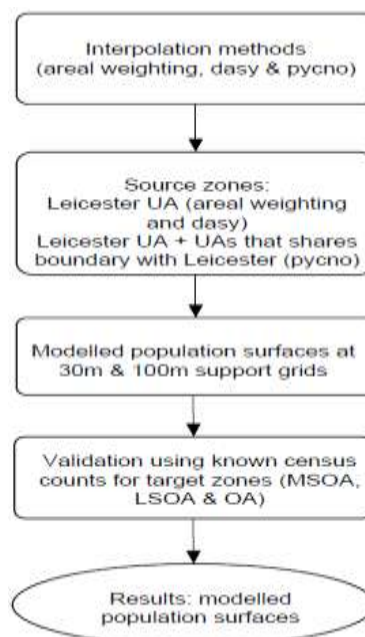 Interpolation methods
(areal weighting, dasy & pycno)
Source zones:
Leicester UA (areal weighting
and dasy)
Leicester UA + UAs that shares
boundary with Leicester (pycno)
Modelled population surfaces at
30m & 100m support grids
Validation using known census
counts for target zones (MSOA,
LSOA & OA)
Results: modelled
population surfaces